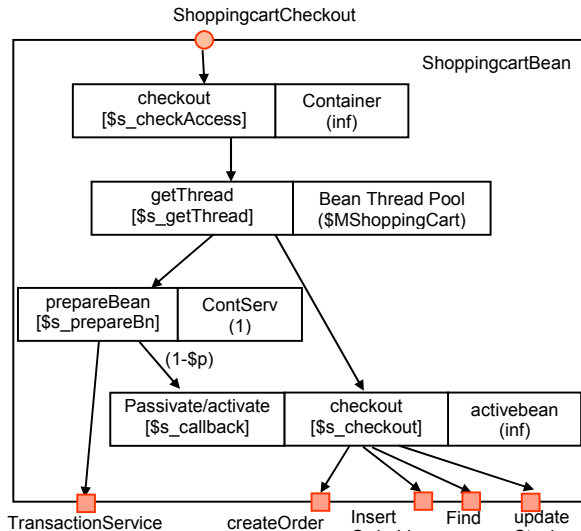 ShoppingcartCheckout
ShoppingcartBean
checkout
[$s_checkAccess]
Container
(inf)
getThread
[$s_getThread]
Bean Thread Pool
($MShoppingCart)
prepareBean
[$s_prepareBn]
ContServ
(1)
(1-$p)
Passivate/activate
[$s_callback]
checkout
[$s_checkout]
activebean
(inf)
TransactionService
createOrder
Insert
Find
update